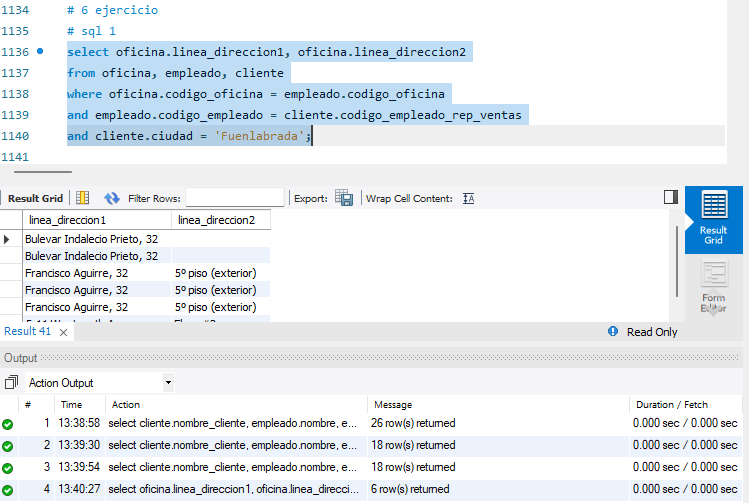 1134 # 6 ejercicio
1135 # sql 1
1136 select oficina.linea_direccion1, oficina.linea_direccion2
1137 from oficina, empleado, cliente
1138 where oficina.codigo_oficina = empleado.codigo_oficina
1139 and empleado.codigo_empleado = cliente.codigo_empleado_rep_ventas
1140 and cliente.ciudad = 'Fuenlabrada';
1141
Result Grid Filter Rows: Export: Wrap Cell Content:
linea_direccion1 linea_direccion2
Bulevar Indalecio Prieto, 32
Bulevar Indalecio Prieto, 32
Francisco Aguirre, 32 5º piso (exterior)
Francisco Aguirre, 32 5º piso (exterior)
Francisco Aguirre, 32 5º piso (exterior)
Result Grid
Form Editor
Result 41 Read Only
Output
Action Output
# Time Action Message Duration / Fetch
1 13:38:58 select cliente.nombre_cliente, empleado.nombre, e... 26 row(s) returned 0.000 sec / 0.000 sec
2 13:39:30 select cliente.nombre_cliente, empleado.nombre, e... 18 row(s) returned 0.000 sec / 0.000 sec
3 13:39:54 select cliente.nombre_cliente, empleado.nombre, e... 18 row(s) returned 0.000 sec / 0.000 sec
4 13:40:27 select oficina.linea_direccion1, oficina.linea_direcci... 6 row(s) returned 0.000 sec / 0.000 sec